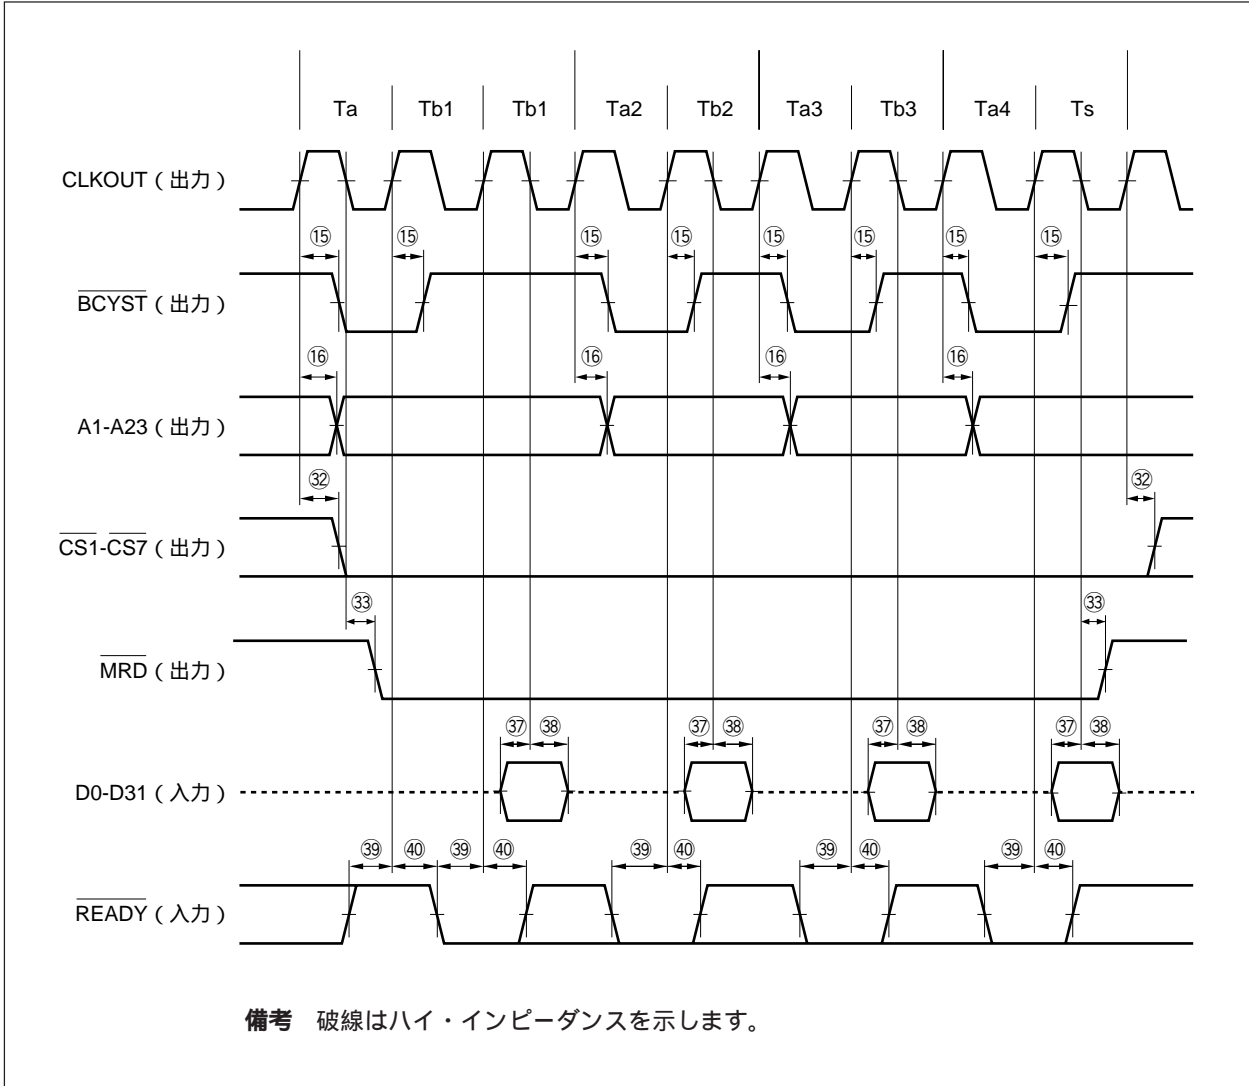 Ta Tb1 Tb1 Ta2 Tb2 Ta3 Tb3 Ta4 Ts
CLKOUT（出力）
⑮ ⑮ ⑮ ⑮ ⑮ ⑮ ⑮ ⑮
BCYST（出力）
⑯ ⑯ ⑯ ⑯
A1-A23（出力）
㉜ ㉜
CS1-CS7（出力）
㉝ ㉝
MRD（出力）
㊲ ㊳ ㊲ ㊳ ㊲ ㊳ ㊲ ㊳
D0-D31（入力）
㊴ ㊵ ㊴ ㊵ ㊴ ㊵ ㊴ ㊵ ㊴ ㊵
READY（入力）
備考　破線はハイ・インピーダンスを示します。